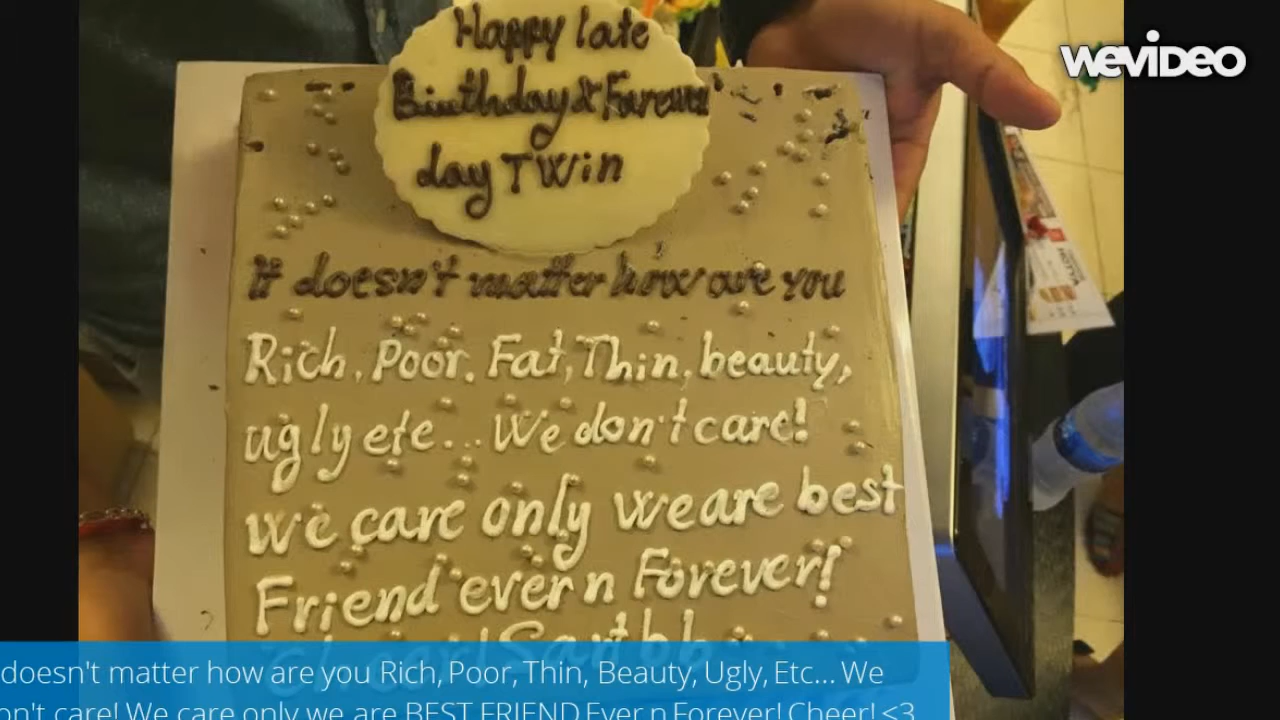 Happy late
Birthday & Farewell
day TWin
WEVIDEO
It doesn't matter how are you
Rich, Poor, Fat, Thin, beauty,
ugly etc... We don't care!
we care only we are best
Friend ever n Forever!
doesn't matter how are you Rich, Poor, Thin, Beauty, Ugly, Etc... We
on't care! We care only we are BEST FRIEND Ever n Forever! Cheer! <3